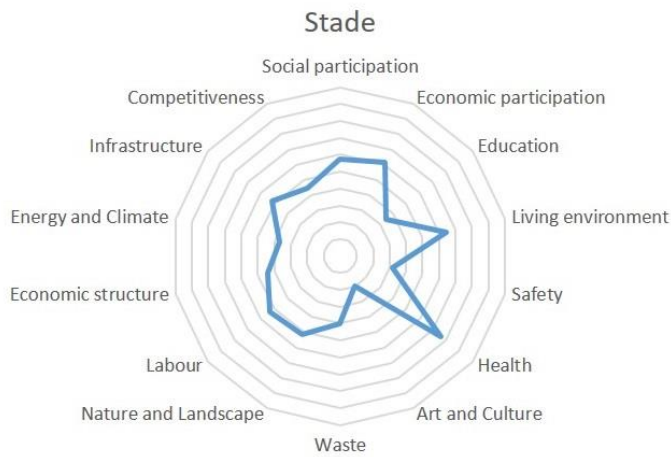 Stade
Social participation
Economic participation
Education
Living environment
Safety
Health
Art and Culture
Waste
Nature and Landscape
Labour
Economic structure
Energy and Climate
Infrastructure
Competitiveness